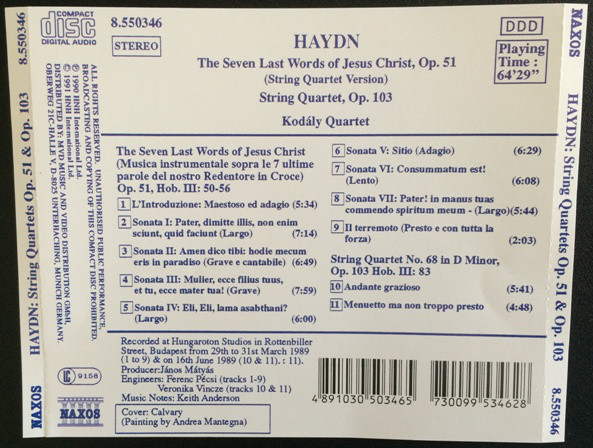 8.550346
NAXOS
HAYDN: String Quartets Op. 51 & Op. 103
8.550346
COMPACT
disc
DIGITAL AUDIO
8.550346
STEREO
DDD
Playing
Time :
64'29"
HAYDN
The Seven Last Words of Jesus Christ, Op. 51
(String Quartet Version)
String Quartet, Op. 103
Kodály Quartet
ALL RIGHTS RESERVED. UNAUTHORISED PUBLIC PERFORMANCE,
BROADCASTING AND COPYING OF THIS COMPACT DISC PROHIBITED.
℗ 1990 HNH International Ltd.
© 1991 HNH International Ltd.
DISTRIBUTED BY: MVD MUSIC AND VIDEO DISTRIBUTION GMbH,
OBERWEG 21C-HALLE V, D-8025 UNTERHACHING, MUNICH GERMANY.
The Seven Last Words of Jesus Christ
(Musica instrumentale sopra le 7 ultime
parole del nostro Redentore in Croce)
Op. 51, Hob. III: 50-56
1 L'Introduzione: Maestoso ed adagio (5:34)
2 Sonata I: Pater, dimitte illis, non enim
sciunt, quid faciunt (Largo) (7:14)
3 Sonata II: Amen dico tibi: hodie mecum
eris in paradiso (Grave e cantabile) (6:49)
4 Sonata III: Mulier, ecce filius tuus,
et tu, ecce mater tua! (Grave) (7:59)
5 Sonata IV: Eli, Eli, lama asabthani?
(Largo) (6:00)
6 Sonata V: Sitio (Adagio) (6:29)
7 Sonata VI: Consummatum est!
(Lento) (6:08)
8 Sonata VII: Pater! in manus tuas
commendo spiritum meum - (Largo)(5:44)
9 Il terremoto (Presto e con tutta la
forza) (2:03)
String Quartet No. 68 in D Minor,
Op. 103 Hob. III: 83
10 Andante grazioso (5:41)
11 Menuetto ma non troppo presto (4:48)
Recorded at Hungaroton Studios in Rottenbiller
Street, Budapest from 29th to 31st March 1989
(1 to 9) & on 16th June 1989 (10 & 11). : 11).
Producer:János Mátyás
Engineers: Ferenc Pécsi (tracks 1-9)
Veronika Vincze (tracks 10 & 11)
Music Notes: Keith Anderson
Cover: Calvary
(Painting by Andrea Mantegna)
LC 9158
NAXOS
4 891030 503465
730099 534628
NAXOS
HAYDN: String Quartets Op. 51 & Op. 103
8.550346